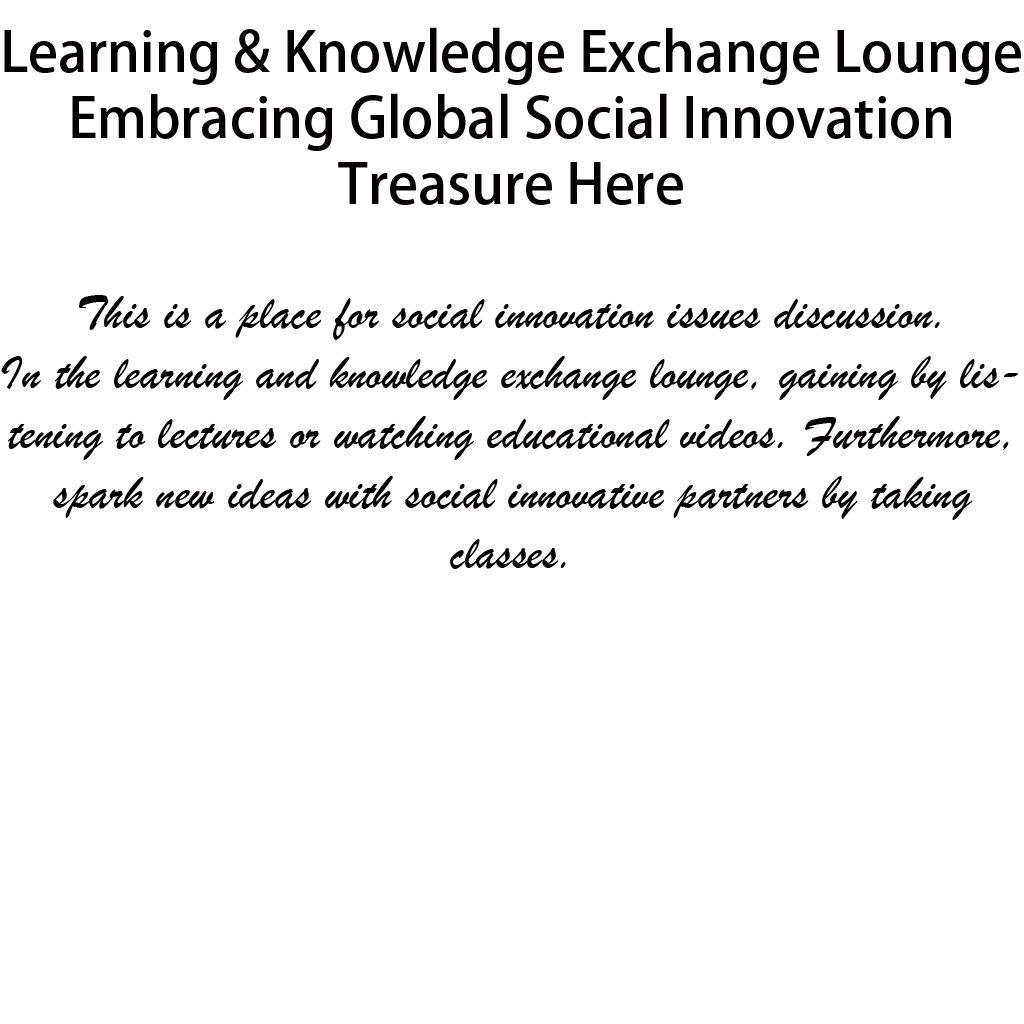 Learning & Knowledge Exchange Lounge
Embracing Global Social Innovation
Treasure Here
This is a place for social innovation issues discussion.
In the learning and knowledge exchange lounge, gaining by lis-
tening to lectures or watching educational videos. Furthermore,
spark new ideas with social innovative partners by taking
classes.